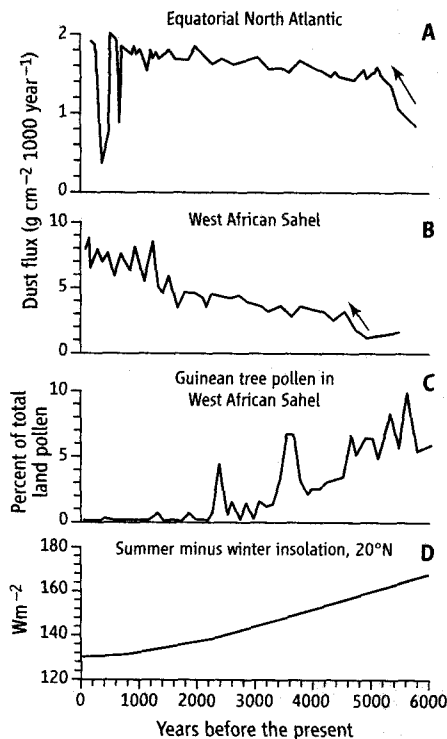 Equatorial North Atlantic
A
2
1
0
Dust flux (g cm⁻² 1000 year⁻¹)
West African Sahel
B
10
5
0
Guinean tree pollen in
West African Sahel
C
10
5
0
Percent of total
land pollen
Summer minus winter insolation, 20°N
D
180
160
140
120
Wm⁻²
0 1000 2000 3000 4000 5000 6000
Years before the present